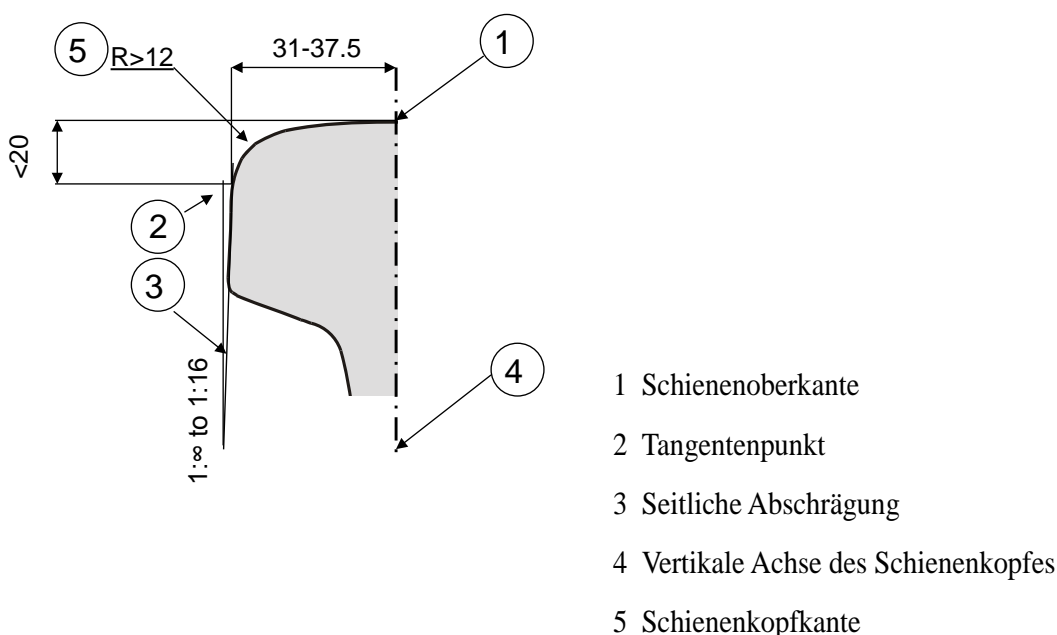 5 R>12
31-37.5
1
<20
2
3
1:∞ to 1:16
4
1 Schienenoberkante
2 Tangentenpunkt
3 Seitliche Abschrägung
4 Vertikale Achse des Schienenkopfes
5 Schienenkopfkante